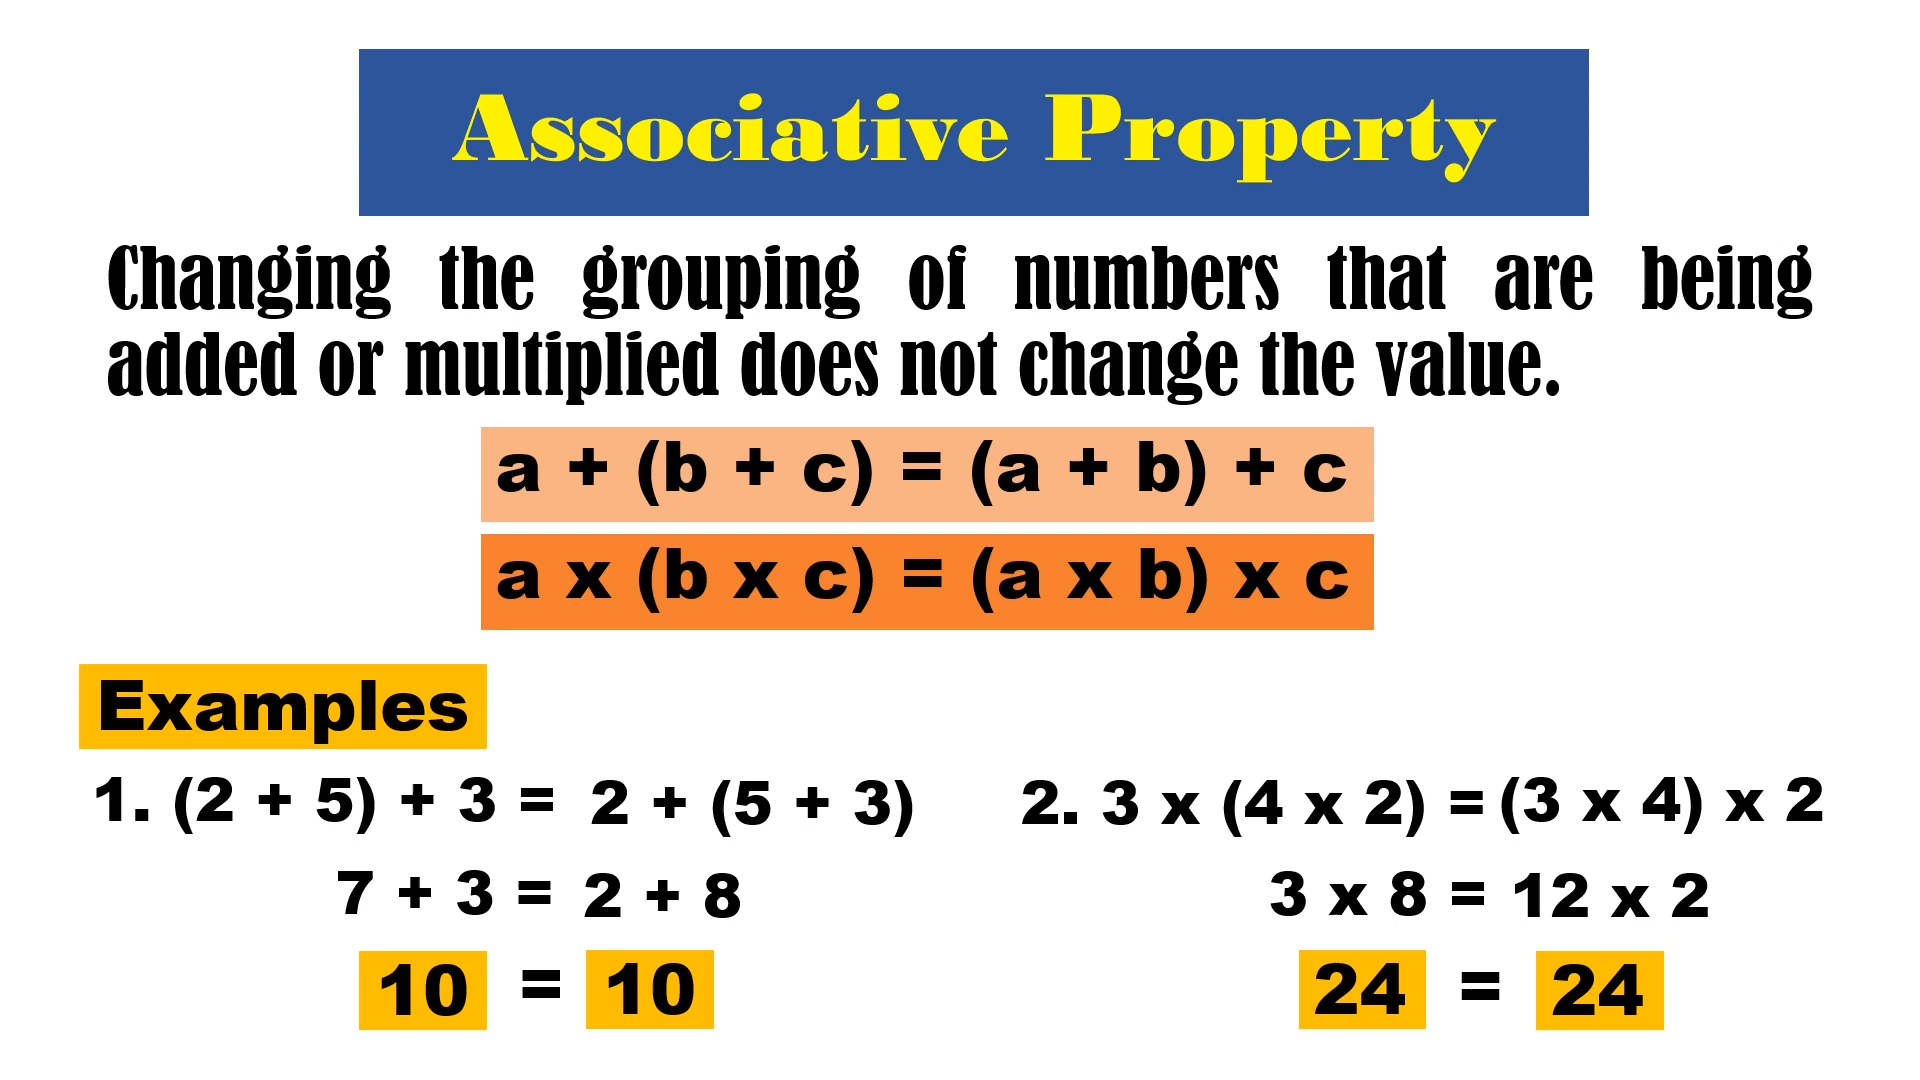 Associative Property
Changing the grouping of numbers that are being
added or multiplied does not change the value.
a + (b + c) = (a + b) + c
a x (b x c) = (a x b) x c
Examples
1. (2 + 5) + 3 = 2 + (5 + 3)
7 + 3 = 2 + 8
10 = 10
2. 3 x (4 x 2) = (3 x 4) x 2
3 x 8 = 12 x 2
24 = 24